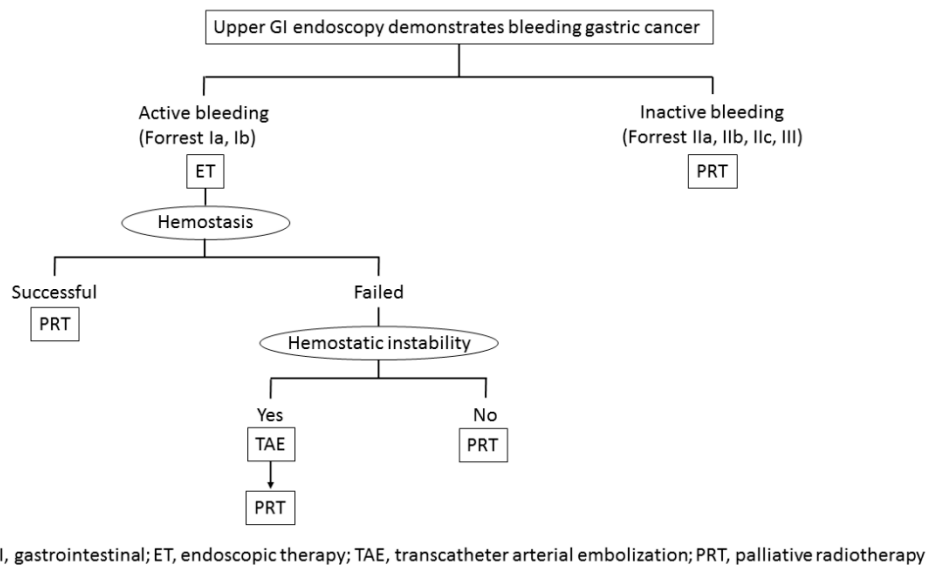 Upper GI endoscopy demonstrates bleeding gastric cancer
Active bleeding
(Forrest Ia, Ib)
ET
Inactive bleeding
(Forrest IIa, IIb, IIc, III)
PRT
Hemostasis
Successful
PRT
Failed
Hemostatic instability
Yes
TAE
PRT
No
PRT
I, gastrointestinal; ET, endoscopic therapy; TAE, transcatheter arterial embolization; PRT, palliative radiotherapy